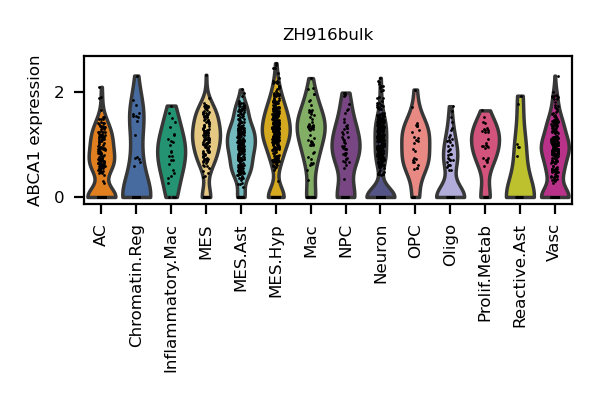 ZH916bulk
ABCA1 expression
2
0
AC
Chromatin.Reg
Inflammatory.Mac
MES
MES.Ast
MES.Hyp
Mac
NPC
Neuron
OPC
Oligo
Prolif.Metab
Reactive.Ast
Vasc